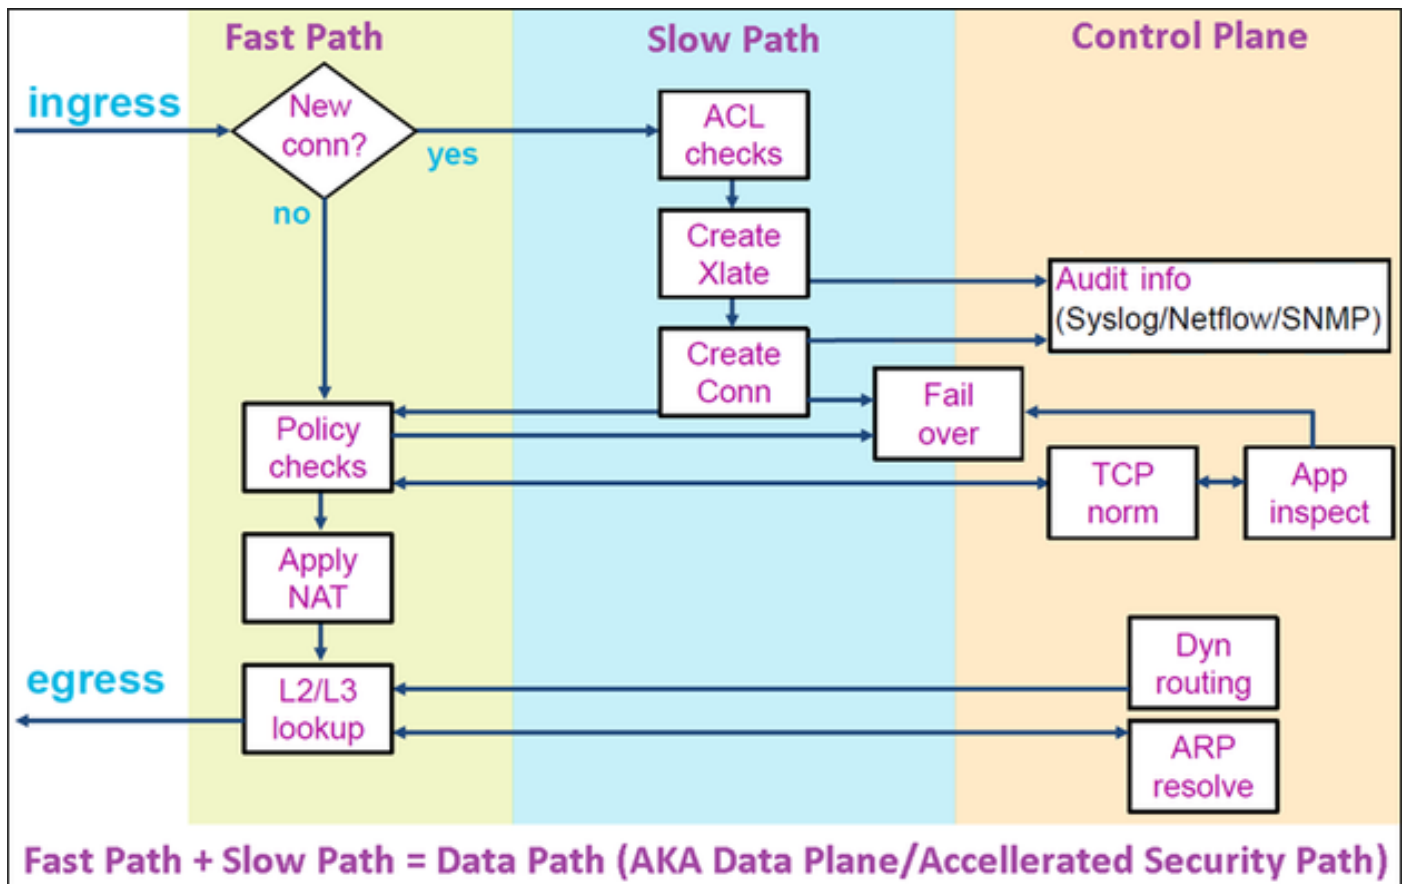 Fast Path
Slow Path
Control Plane
ingress
New
conn?
yes
no
ACL
checks
Create
Xlate
Audit info
(Syslog/Netflow/SNMP)
Create
Conn
Fail
over
Policy
checks
TCP
norm
App
inspect
Apply
NAT
egress
L2/L3
lookup
Dyn
routing
ARP
resolve
Fast Path + Slow Path = Data Path (AKA Data Plane/Accellerated Security Path)